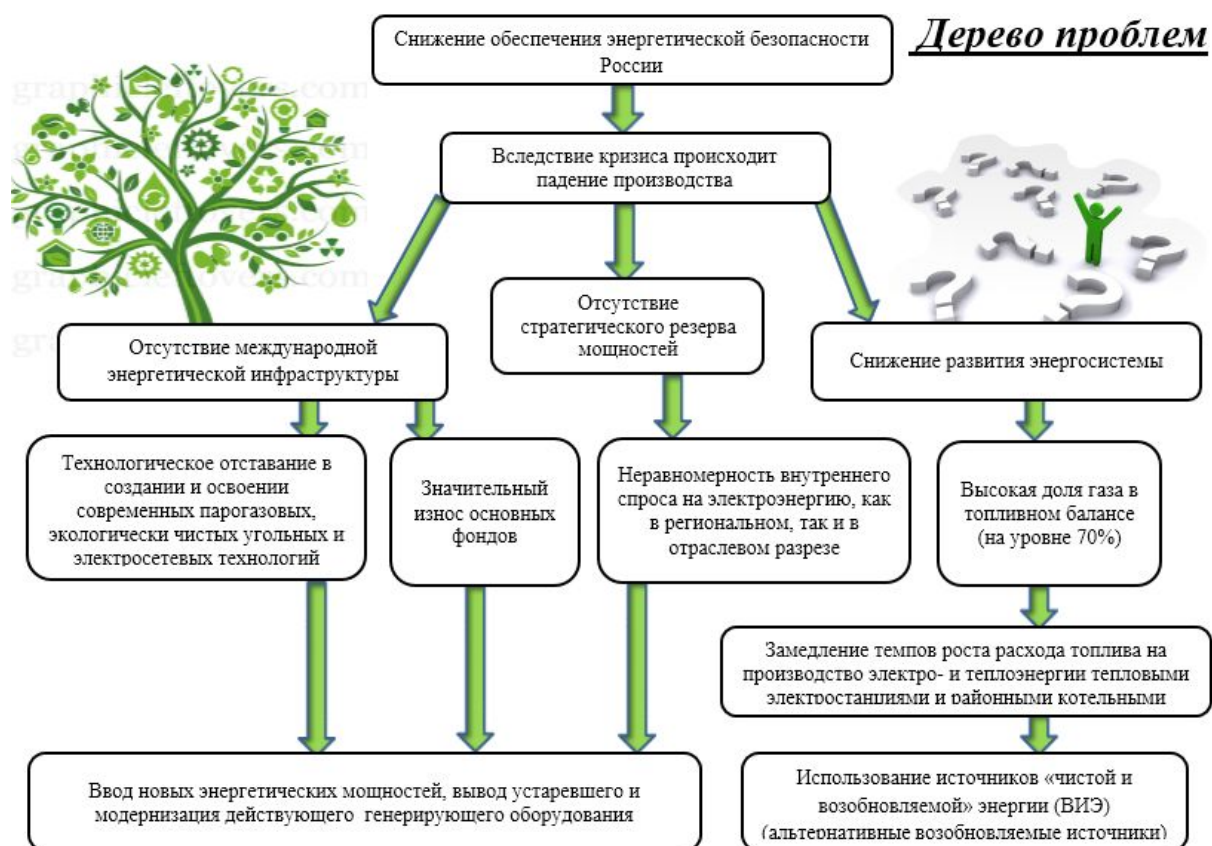 Дерево проблем
Снижение обеспечения энергетической безопасности
России
Вследствие кризиса происходит
падение производства
Отсутствие международной
энергетической инфраструктуры
Отсутствие
стратегического резерва
мощностей
Снижение развития энергосистемы
Технологическое отставание в
создании и освоении
современных парогазовых,
экологически чистых угольных и
электросетевых технологий
Значительный
износ основных
фондов
Неравномерность внутреннего
спроса на электроэнергию, как
в региональном, так и в
отраслевом разрезе
Высокая доля газа в
топливном балансе
(на уровне 70%)
Замедление темпов роста расхода топлива на
производство электро- и теплоэнергии тепловыми
электростанциями и районными котельными
Ввод новых энергетических мощностей, вывод устаревшего и
модернизация действующего генерирующего оборудования
Использование источников «чистой и
возобновляемой» энергии (ВИЭ)
(альтернативные возобновляемые источники)